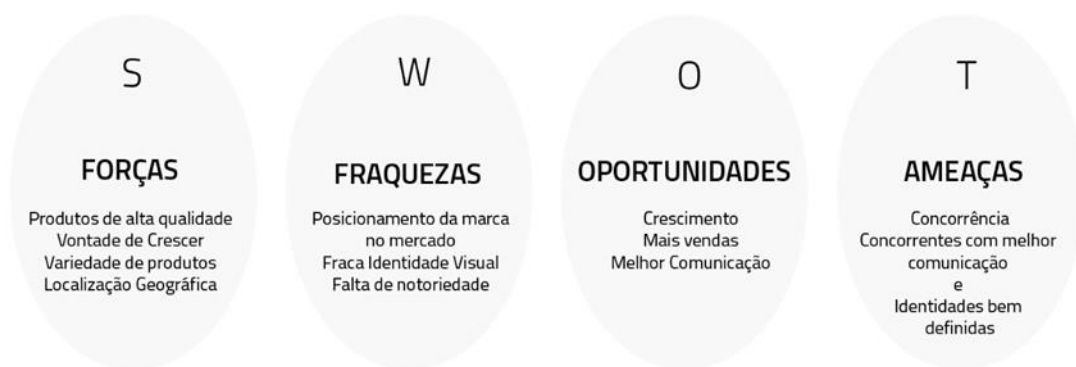 S
FORÇAS
Produtos de alta qualidade
Vontade de Crescer
Variedade de produtos
Localização Geográfica
W
FRAQUEZAS
Posicionamento da marca
no mercado
Fraca Identidade Visual
Falta de notoriedade
O
OPORTUNIDADES
Crescimento
Mais vendas
Melhor Comunicação
T
AMEAÇAS
Concorrência
Concorrentes com melhor
comunicação
e
Identidades bem
definidas